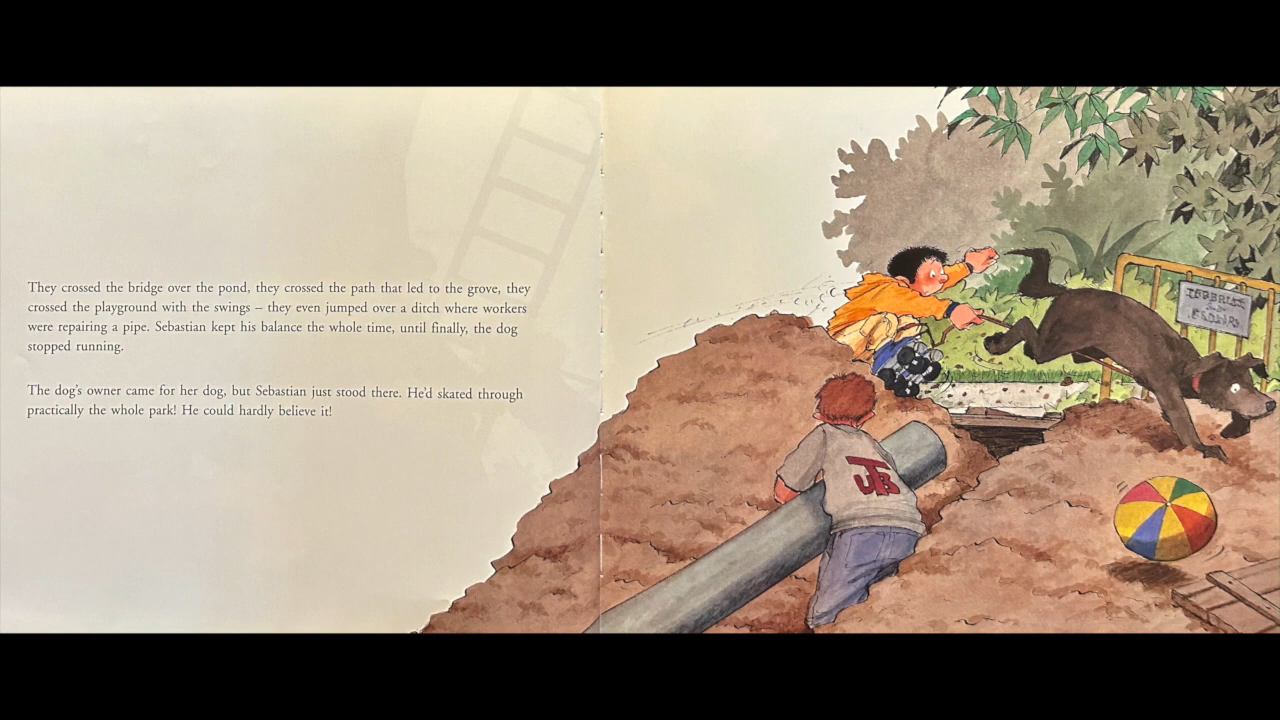 They crossed the bridge over the pond, they crossed the path that led to the grove, they
crossed the playground with the swings – they even jumped over a ditch where workers
were repairing a pipe. Sebastian kept his balance the whole time, until finally, the dog
stopped running.
The dog's owner came for her dog, but Sebastian just stood there. He'd skated through
practically the whole park! He could hardly believe it!
UTB